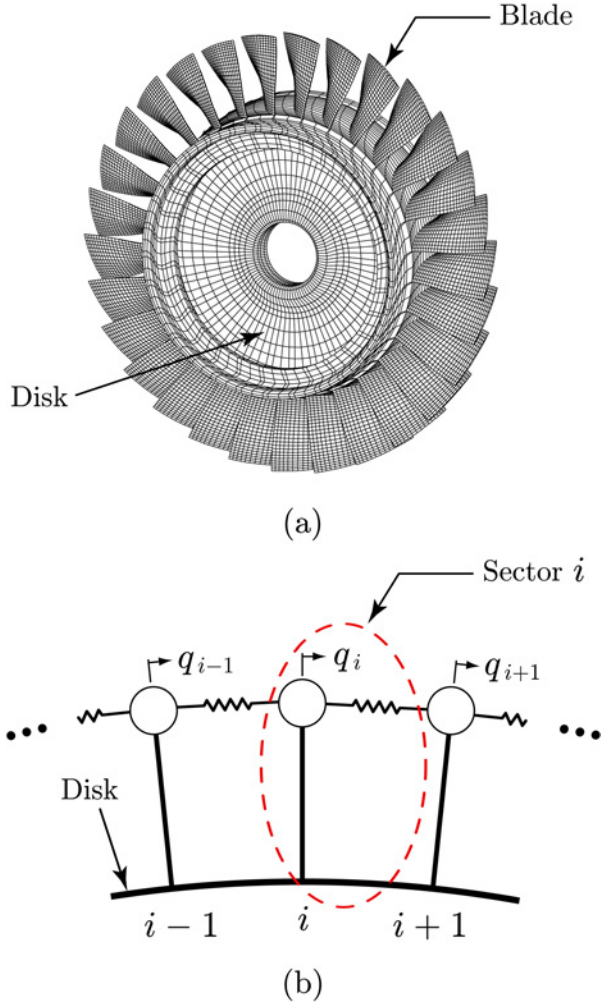 Blade
Disk
(a)
Sector i
q_{i-1}
q_i
q_{i+1}
Disk
i − 1
i
i + 1
(b)